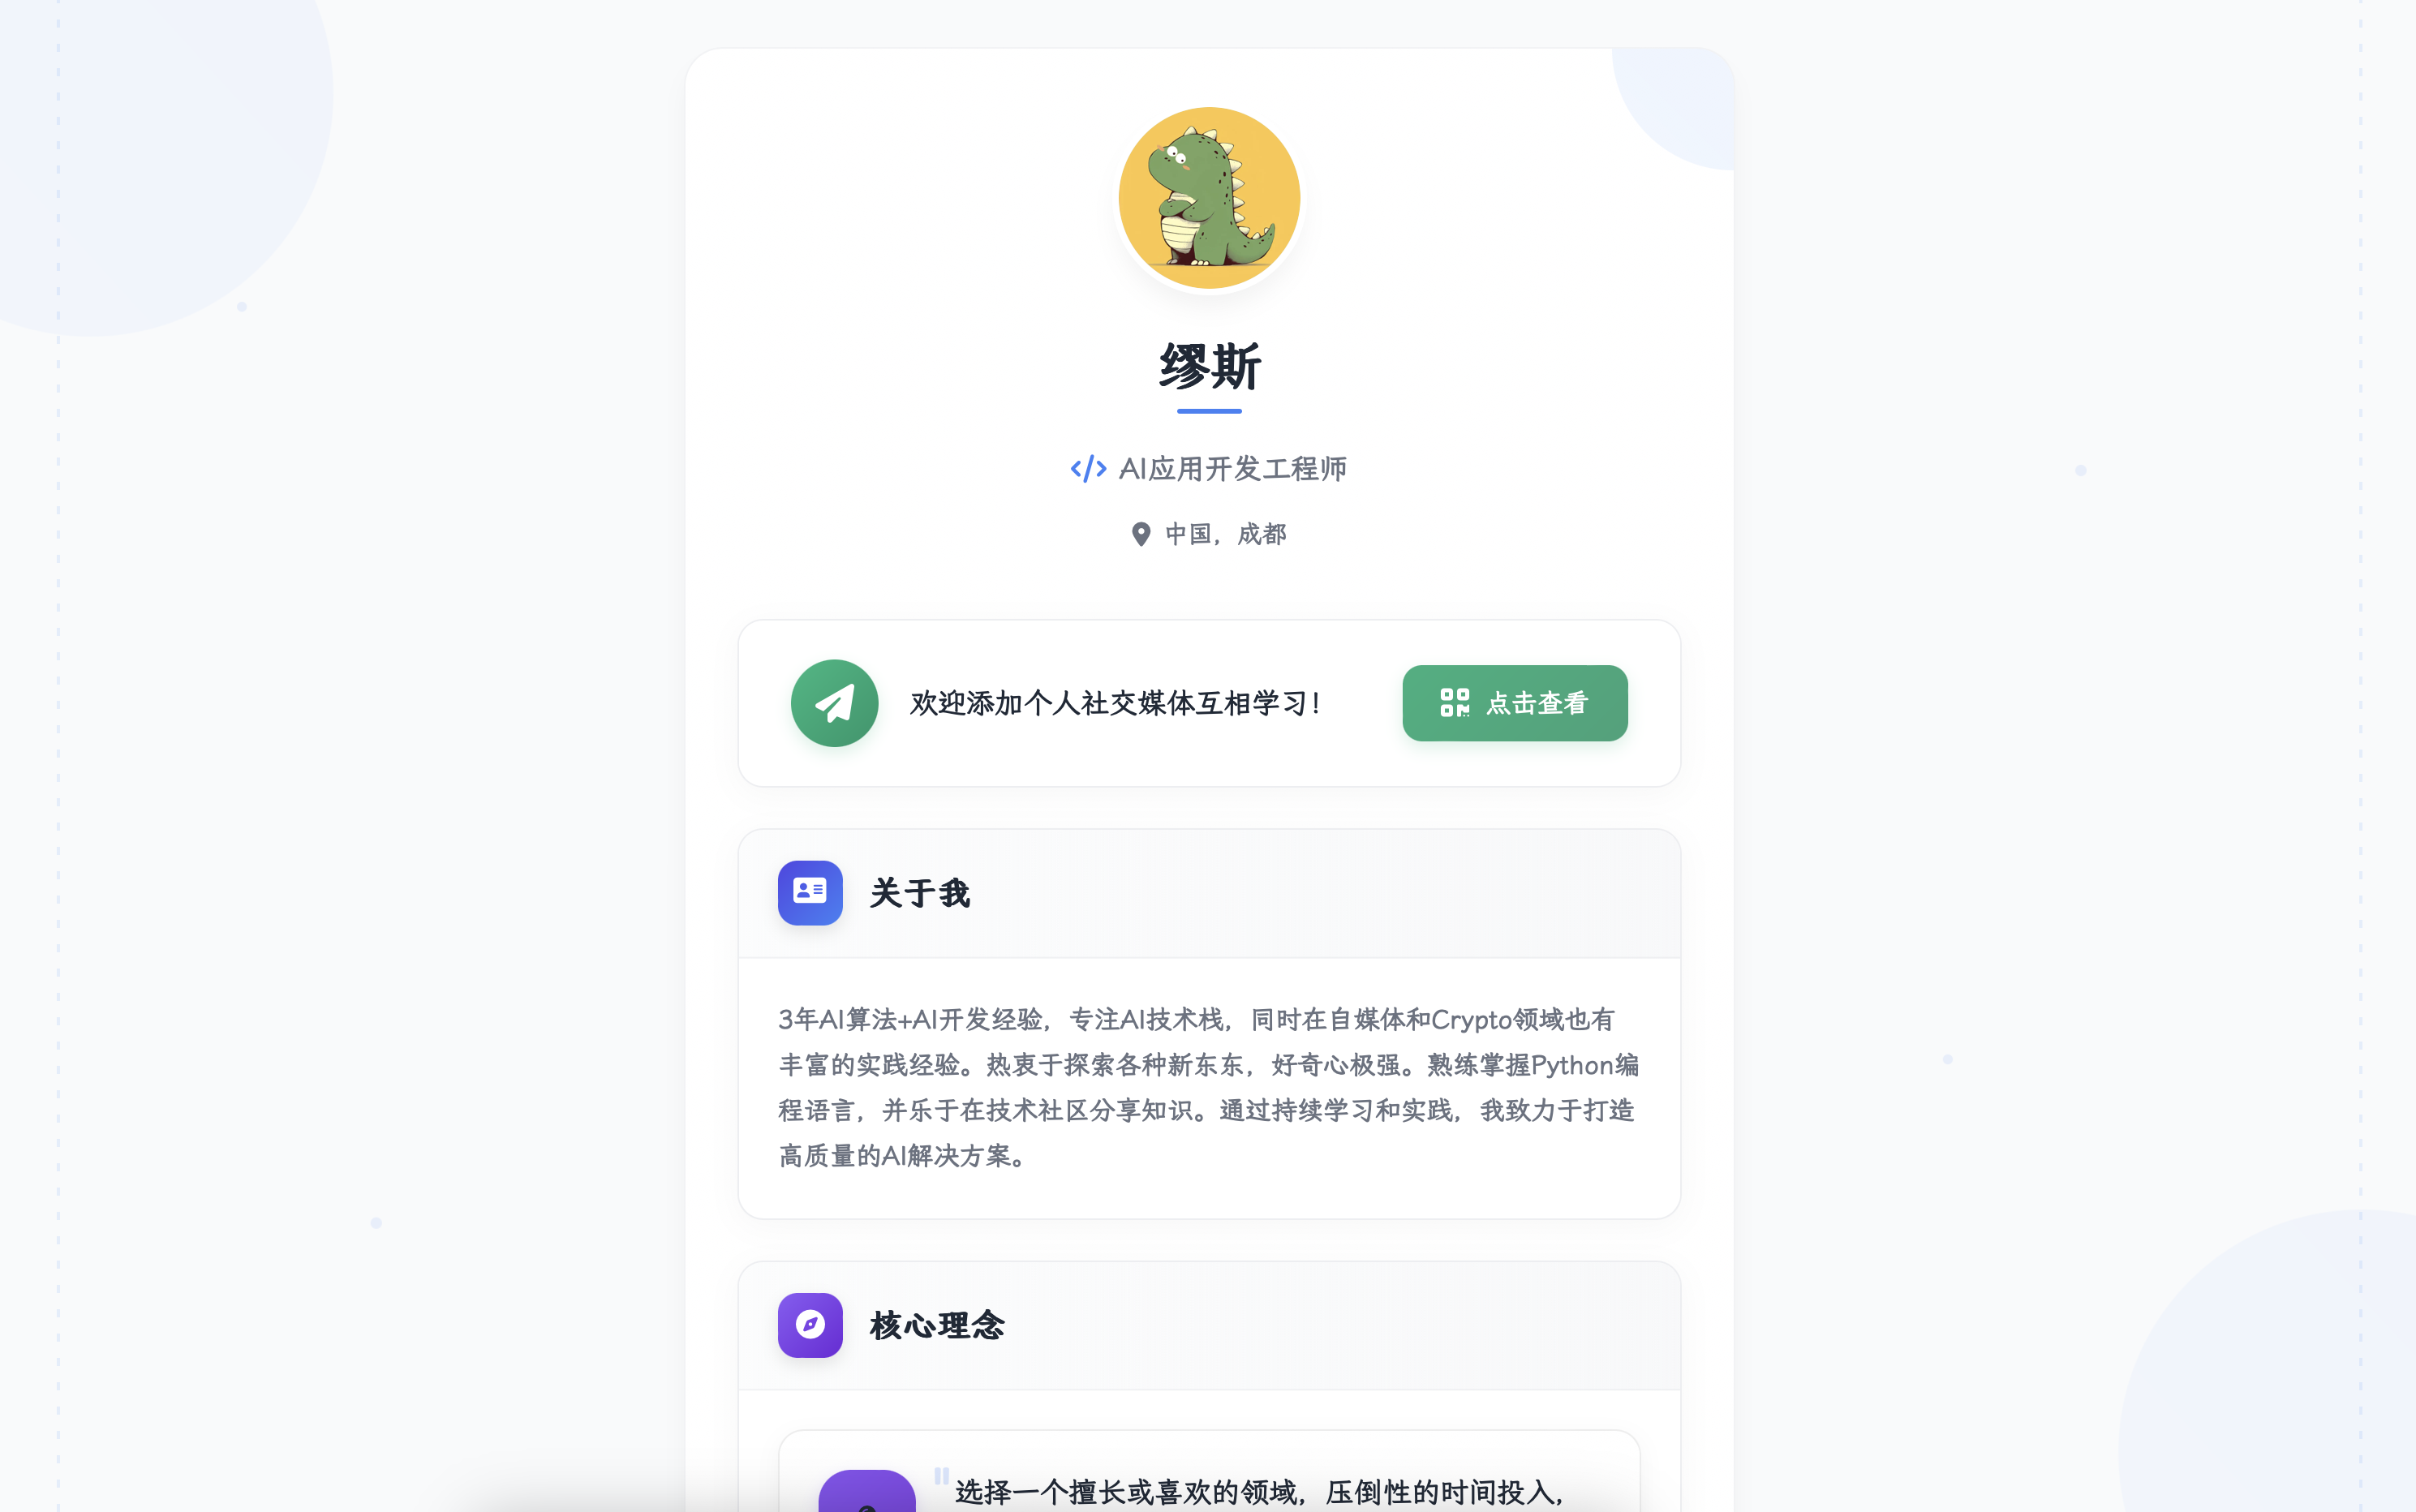 缪斯
AI应用开发工程师
中国，成都
欢迎添加个人社交媒体互相学习！
点击查看
关于我
3年AI算法+AI开发经验，专注AI技术栈，同时在自媒体和Crypto领域也有
丰富的实践经验。热衷于探索各种新东东，好奇心极强。熟练掌握Python编
程语言，并乐于在技术社区分享知识。通过持续学习和实践，我致力于打造
高质量的AI解决方案。
核心理念
"选择一个擅长或喜欢的领域，压倒性的时间投入，